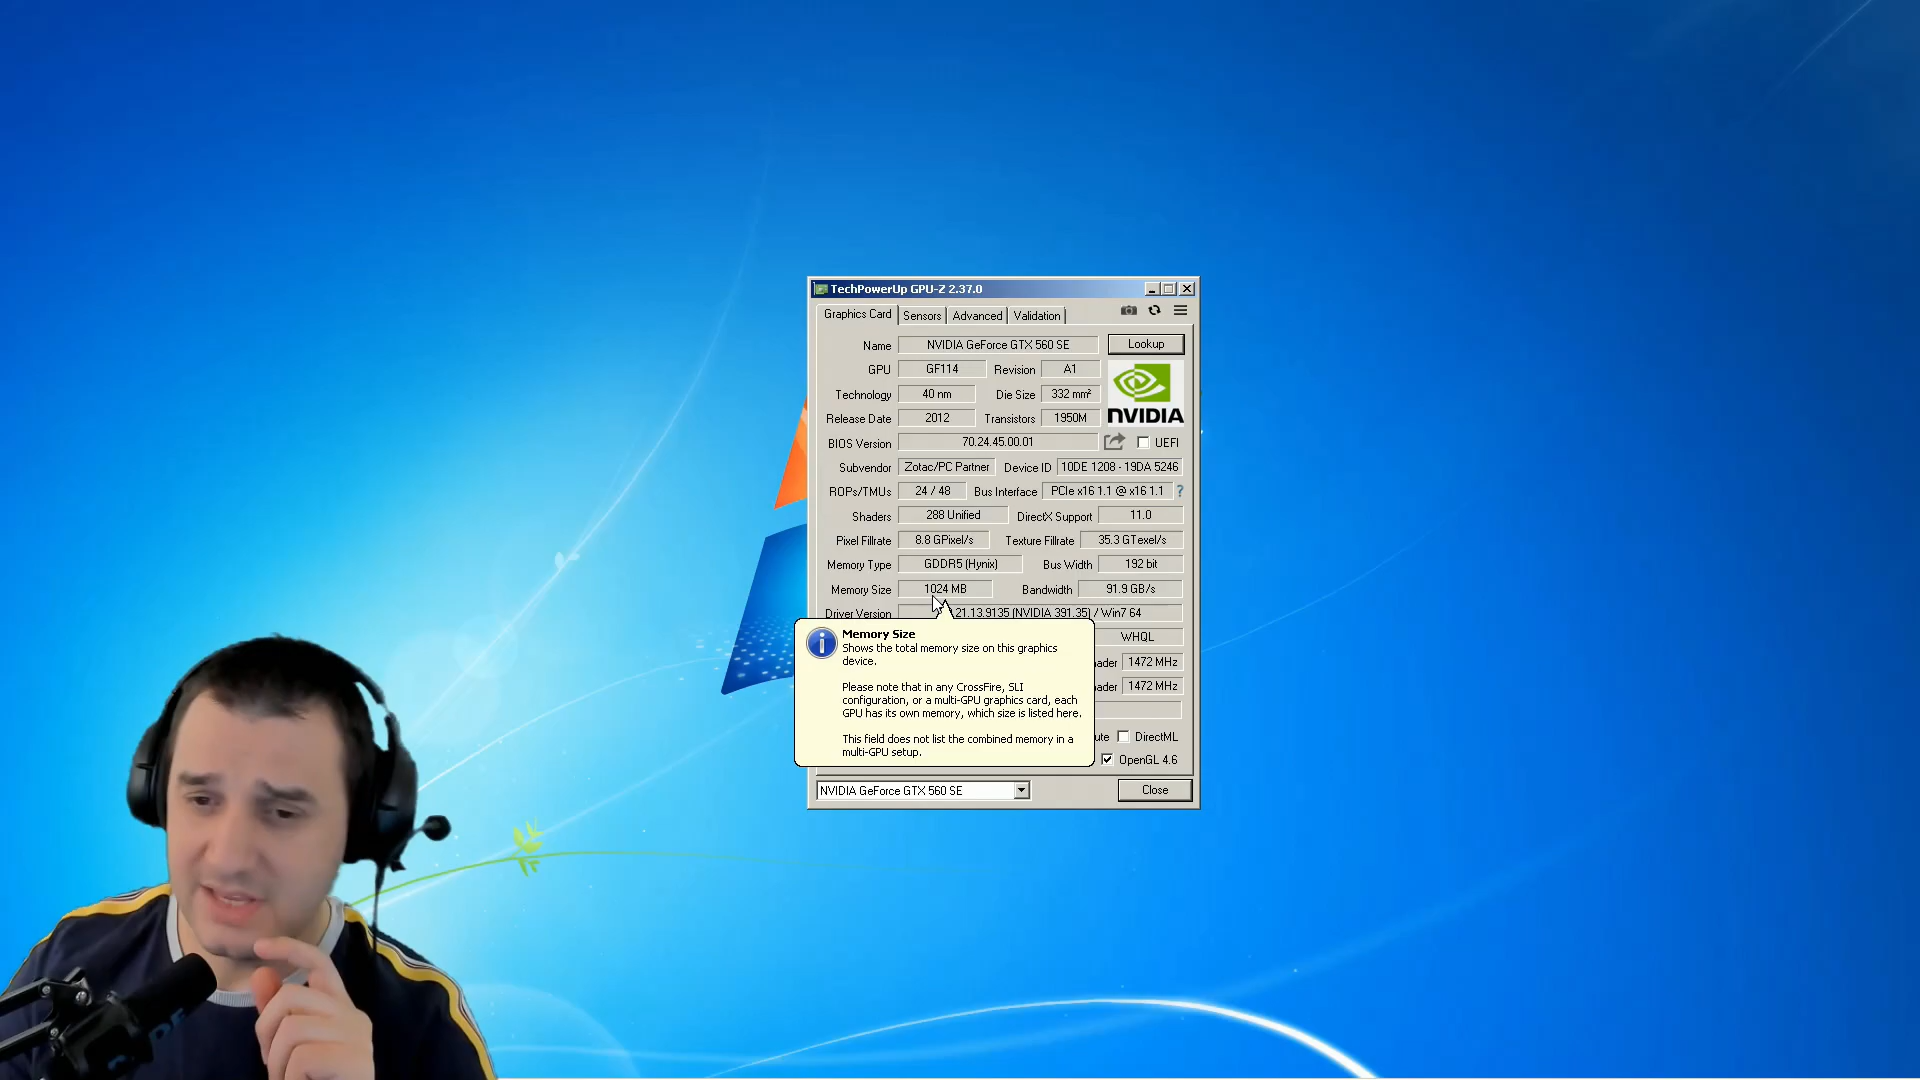 TechPowerUp GPU-Z 2.37.0
Graphics Card Sensors Advanced Validation
Name NVIDIA GeForce GTX 560 SE Lookup
GPU GF114 Revision A1
Technology 40 nm Die Size 332 mm²
NVIDIA
Release Date 2012 Transistors 1950M
BIOS Version 70.24.45.00.01 UEFI
Subvendor Zotac/PC Partner Device ID 10DE 1208 - 19DA 5246
ROPs/TMUs 24 / 48 Bus Interface PCIe x16 1.1 @ x16 1.1 ?
Shaders 288 Unified DirectX Support 11.0
Pixel Fillrate 8.8 GPixel/s Texture Fillrate 35.3 GTexel/s
Memory Type GDDR5 (Hynix) Bus Width 192 bit
Memory Size 1024 MB Bandwidth 91.9 GB/s
Driver Version 21.13.9135 (NVIDIA 391.35) / Win7 64
WHQL
ader 1472 MHz
ader 1472 MHz
ute DirectML
OpenGL 4.6
Memory Size
Shows the total memory size on this graphics
device.
Please note that in any CrossFire, SLI
configuration, or a multi-GPU graphics card, each
GPU has its own memory, which size is listed here.
This field does not list the combined memory in a
multi-GPU setup.
NVIDIA GeForce GTX 560 SE Close